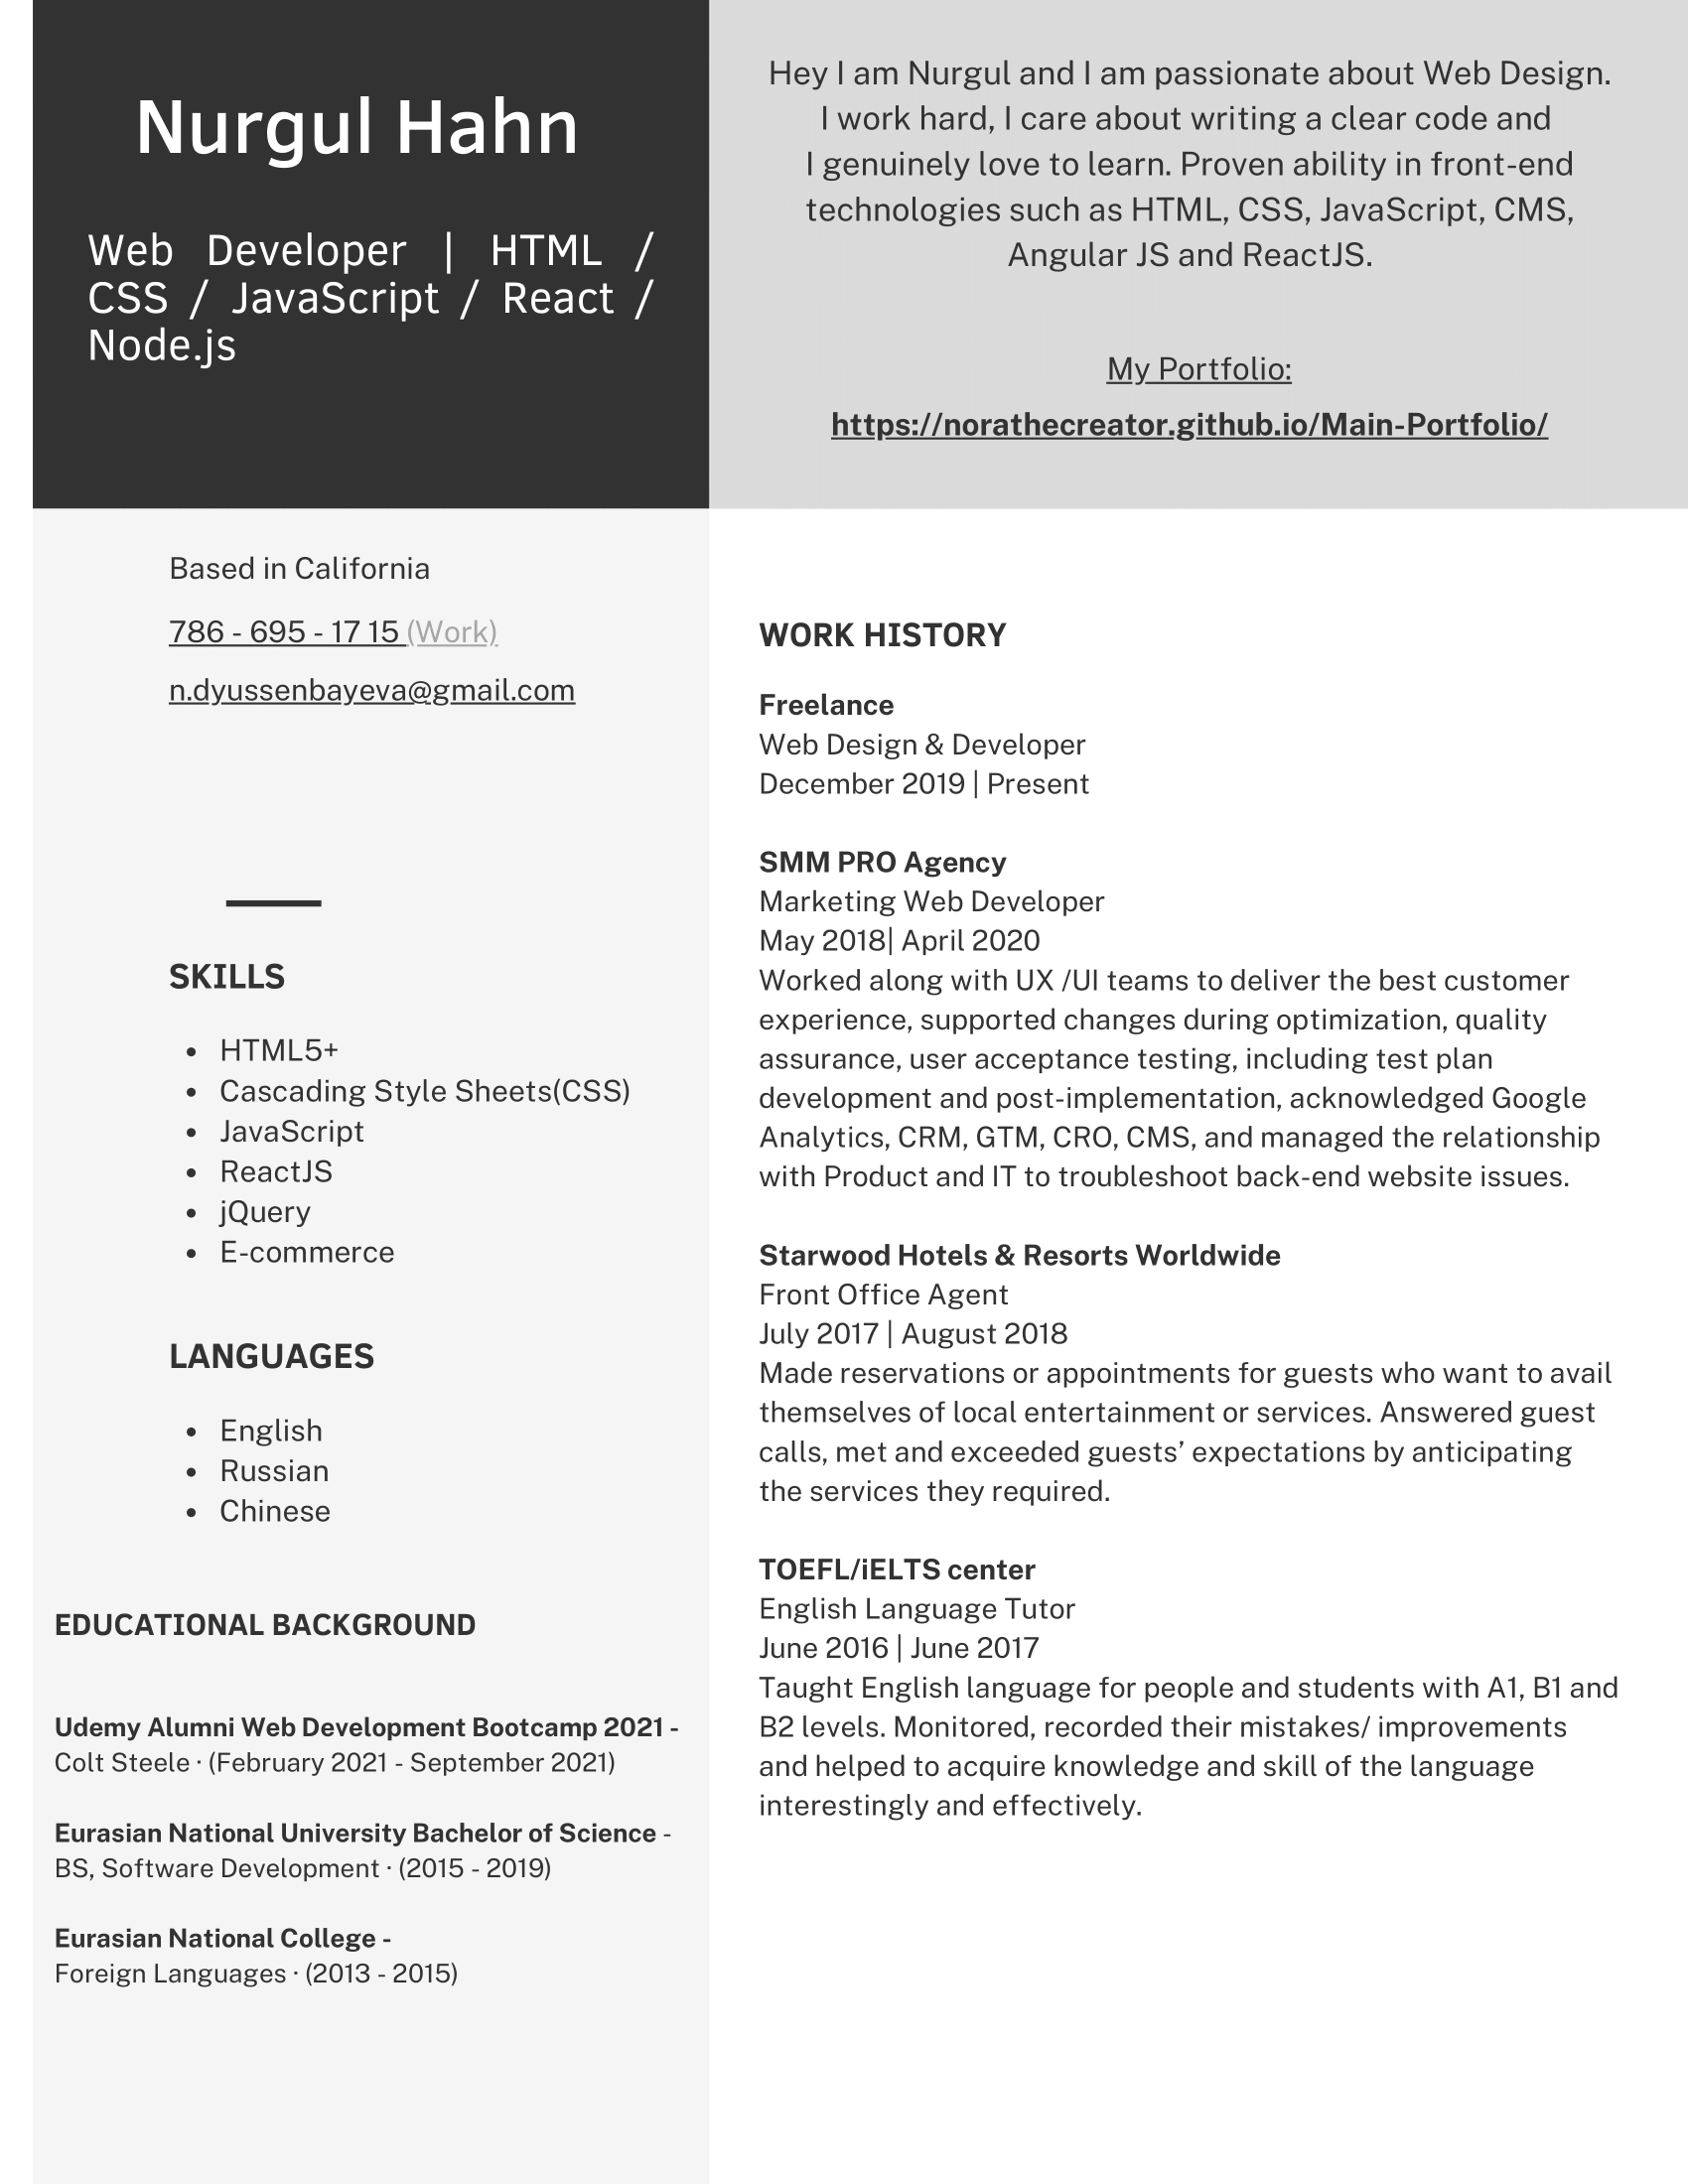 Nurgul Hahn
Web Developer | HTML /
CSS / JavaScript / React /
Node.js
Hey I am Nurgul and I am passionate about Web Design.
I work hard, I care about writing a clear code and
I genuinely love to learn. Proven ability in front-end
technologies such as HTML, CSS, JavaScript, CMS,
Angular JS and ReactJS.
My Portfolio:
https://norathecreator.github.io/Main-Portfolio/
Based in California
786 - 695 - 17 15 (Work)
n.dyussenbayeva@gmail.com
SKILLS
• HTML5+
• Cascading Style Sheets(CSS)
• JavaScript
• ReactJS
• jQuery
• E-commerce
LANGUAGES
• English
• Russian
• Chinese
EDUCATIONAL BACKGROUND
Udemy Alumni Web Development Bootcamp 2021 -
Colt Steele · (February 2021 - September 2021)
Eurasian National University Bachelor of Science -
BS, Software Development · (2015 - 2019)
Eurasian National College -
Foreign Languages · (2013 - 2015)
WORK HISTORY
Freelance
Web Design & Developer
December 2019 | Present
SMM PRO Agency
Marketing Web Developer
May 2018| April 2020
Worked along with UX /UI teams to deliver the best customer
experience, supported changes during optimization, quality
assurance, user acceptance testing, including test plan
development and post-implementation, acknowledged Google
Analytics, CRM, GTM, CRO, CMS, and managed the relationship
with Product and IT to troubleshoot back-end website issues.
Starwood Hotels & Resorts Worldwide
Front Office Agent
July 2017 | August 2018
Made reservations or appointments for guests who want to avail
themselves of local entertainment or services. Answered guest
calls, met and exceeded guests’ expectations by anticipating
the services they required.
TOEFL/iELTS center
English Language Tutor
June 2016 | June 2017
Taught English language for people and students with A1, B1 and
B2 levels. Monitored, recorded their mistakes/ improvements
and helped to acquire knowledge and skill of the language
interestingly and effectively.